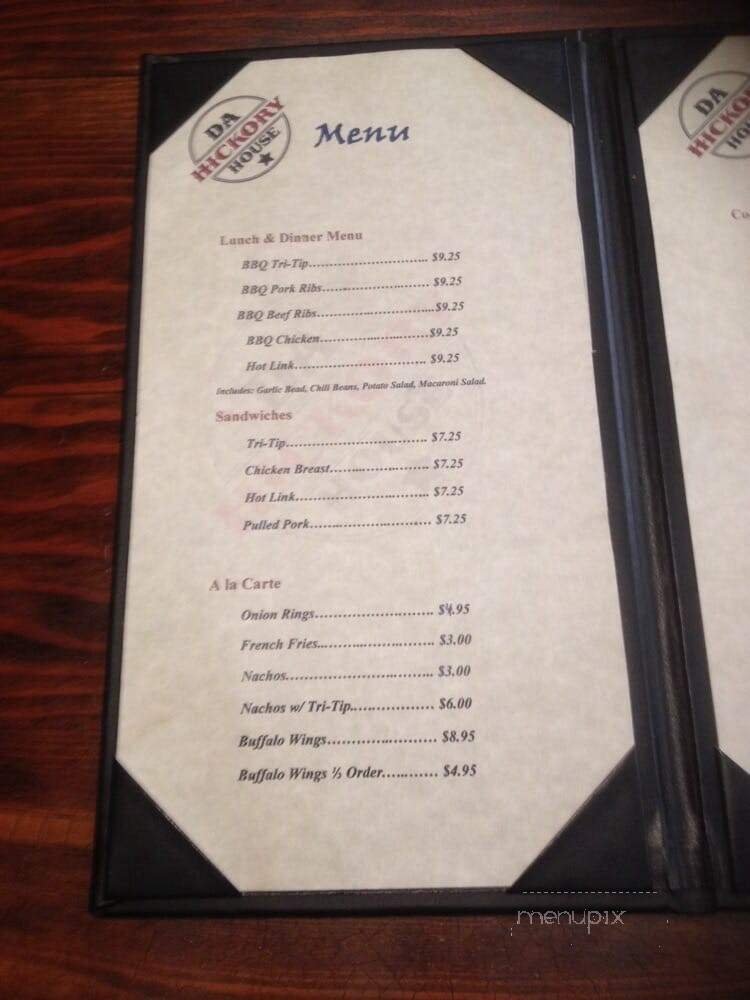 DA
HICKORY
HOUSE
Menu
Lunch & Dinner Menu
BBQ Tri-Tip.............................. $9.25
BBQ Pork Ribs........................... $9.25
BBQ Beef Ribs.............................$9.25
BBQ Chicken...........................$9.25
Hot Link................................ $9.25
Includes: Garlic Bead, Chili Beans, Potato Salad, Macaroni Salad.
Sandwiches
Tri-Tip................................... $7.25
Chicken Breast......................... $7.25
Hot Link................................. $7.25
Pulled Pork.............................. $7.25
A la Carte
Onion Rings............................. $4.95
French Fries............................. $3.00
Nachos..................................... $3.00
Nachos w/ Tri-Tip.................... $6.00
Buffalo Wings........................... $8.95
Buffalo Wings ½ Order............. $4.95
DA
HICKORY
HOU
menupix